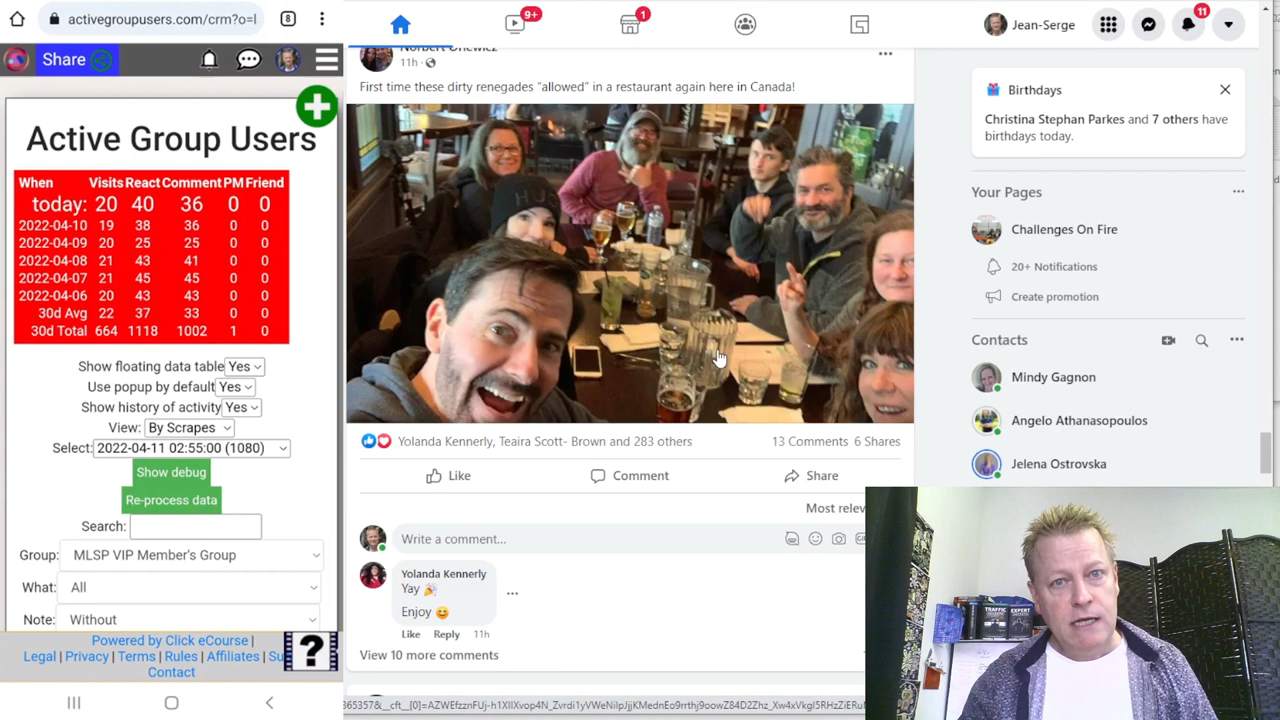 activegroupusers.com/crm?o=l
8
Share
Active Group Users
When Visits React Comment PM Friend
today: 20 40 36 0 0
2022-04-10 19 38 36 0 0
2022-04-09 20 25 25 0 0
2022-04-08 21 43 41 0 0
2022-04-07 21 45 45 0 0
2022-04-06 20 43 43 0 0
30d Avg 22 37 33 0 0
30d Total 664 1118 1002 1 0
Show floating data table Yes
Use popup by default Yes
Show history of activity Yes
View: By Scrapes
Select: 2022-04-11 02:55:00 (1080)
Show debug
Re-process data
Search:
Group: MLSP VIP Member's Group
What: All
Note: Without
Powered by Click eCourse |
Legal | Privacy | Terms | Rules | Affiliates | Su
Contact
?
9+
1
Jean-Serge
11
11h ·
First time these dirty renegades “allowed” in a restaurant again here in Canada!
Yolanda Kennerly, Teaira Scott- Brown and 283 others
13 Comments 6 Shares
Like Comment Share
Most relev
Write a comment...
GIF
Yolanda Kennerly
Yay 🎉
Enjoy 😊
Like Reply 11h
View 10 more comments
Birthdays
Christina Stephan Parkes and 7 others have
birthdays today.
Your Pages
Challenges On Fire
20+ Notifications
Create promotion
Contacts
Mindy Gagnon
Angelo Athanasopoulos
Jelena Ostrovska
TRAFFIC
EXPERT
SECRETS